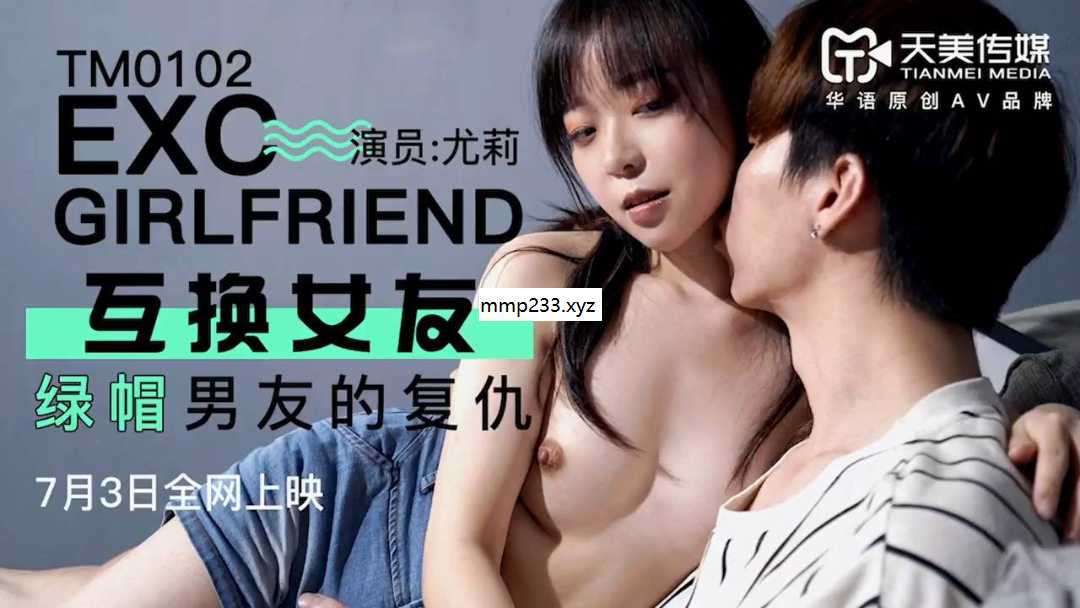 TM0102
EXC
演员:尤莉
GIRLFRIEND
互换女友
绿帽男友的复仇
7月3日全网上映
mmp233.xyz
天美传媒
TIANMEI MEDIA
华语原创AV品牌